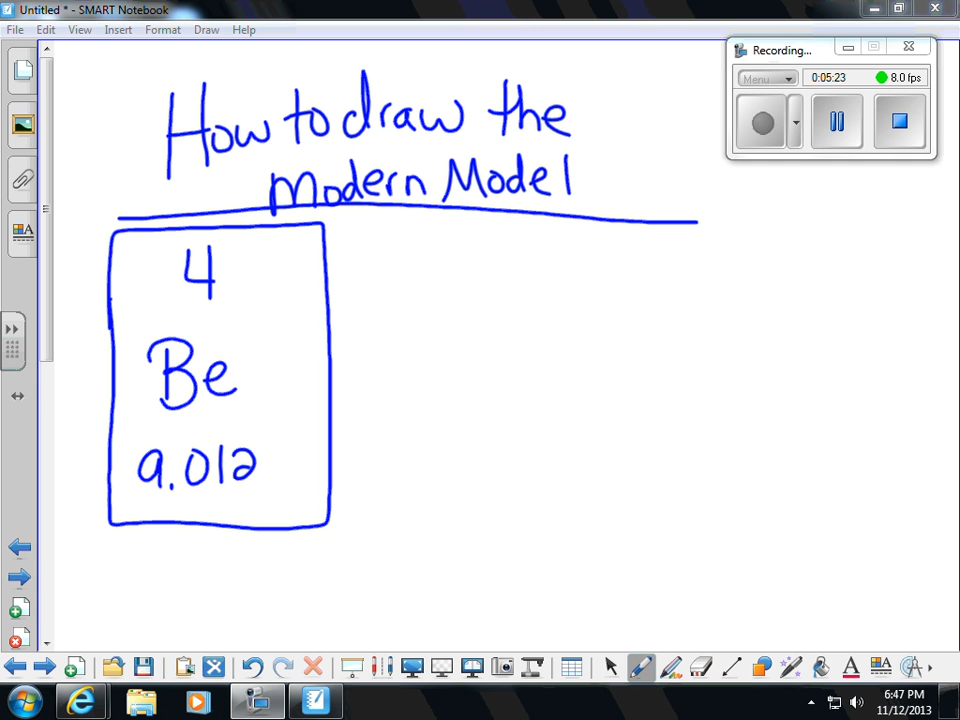 Untitled * - SMART Notebook
File Edit View Insert Format Draw Help
Recording...
Menu
0:05:23
8.0 fps
How to draw the
Modern Model
4
Be
9.012
6:47 PM
11/12/2013